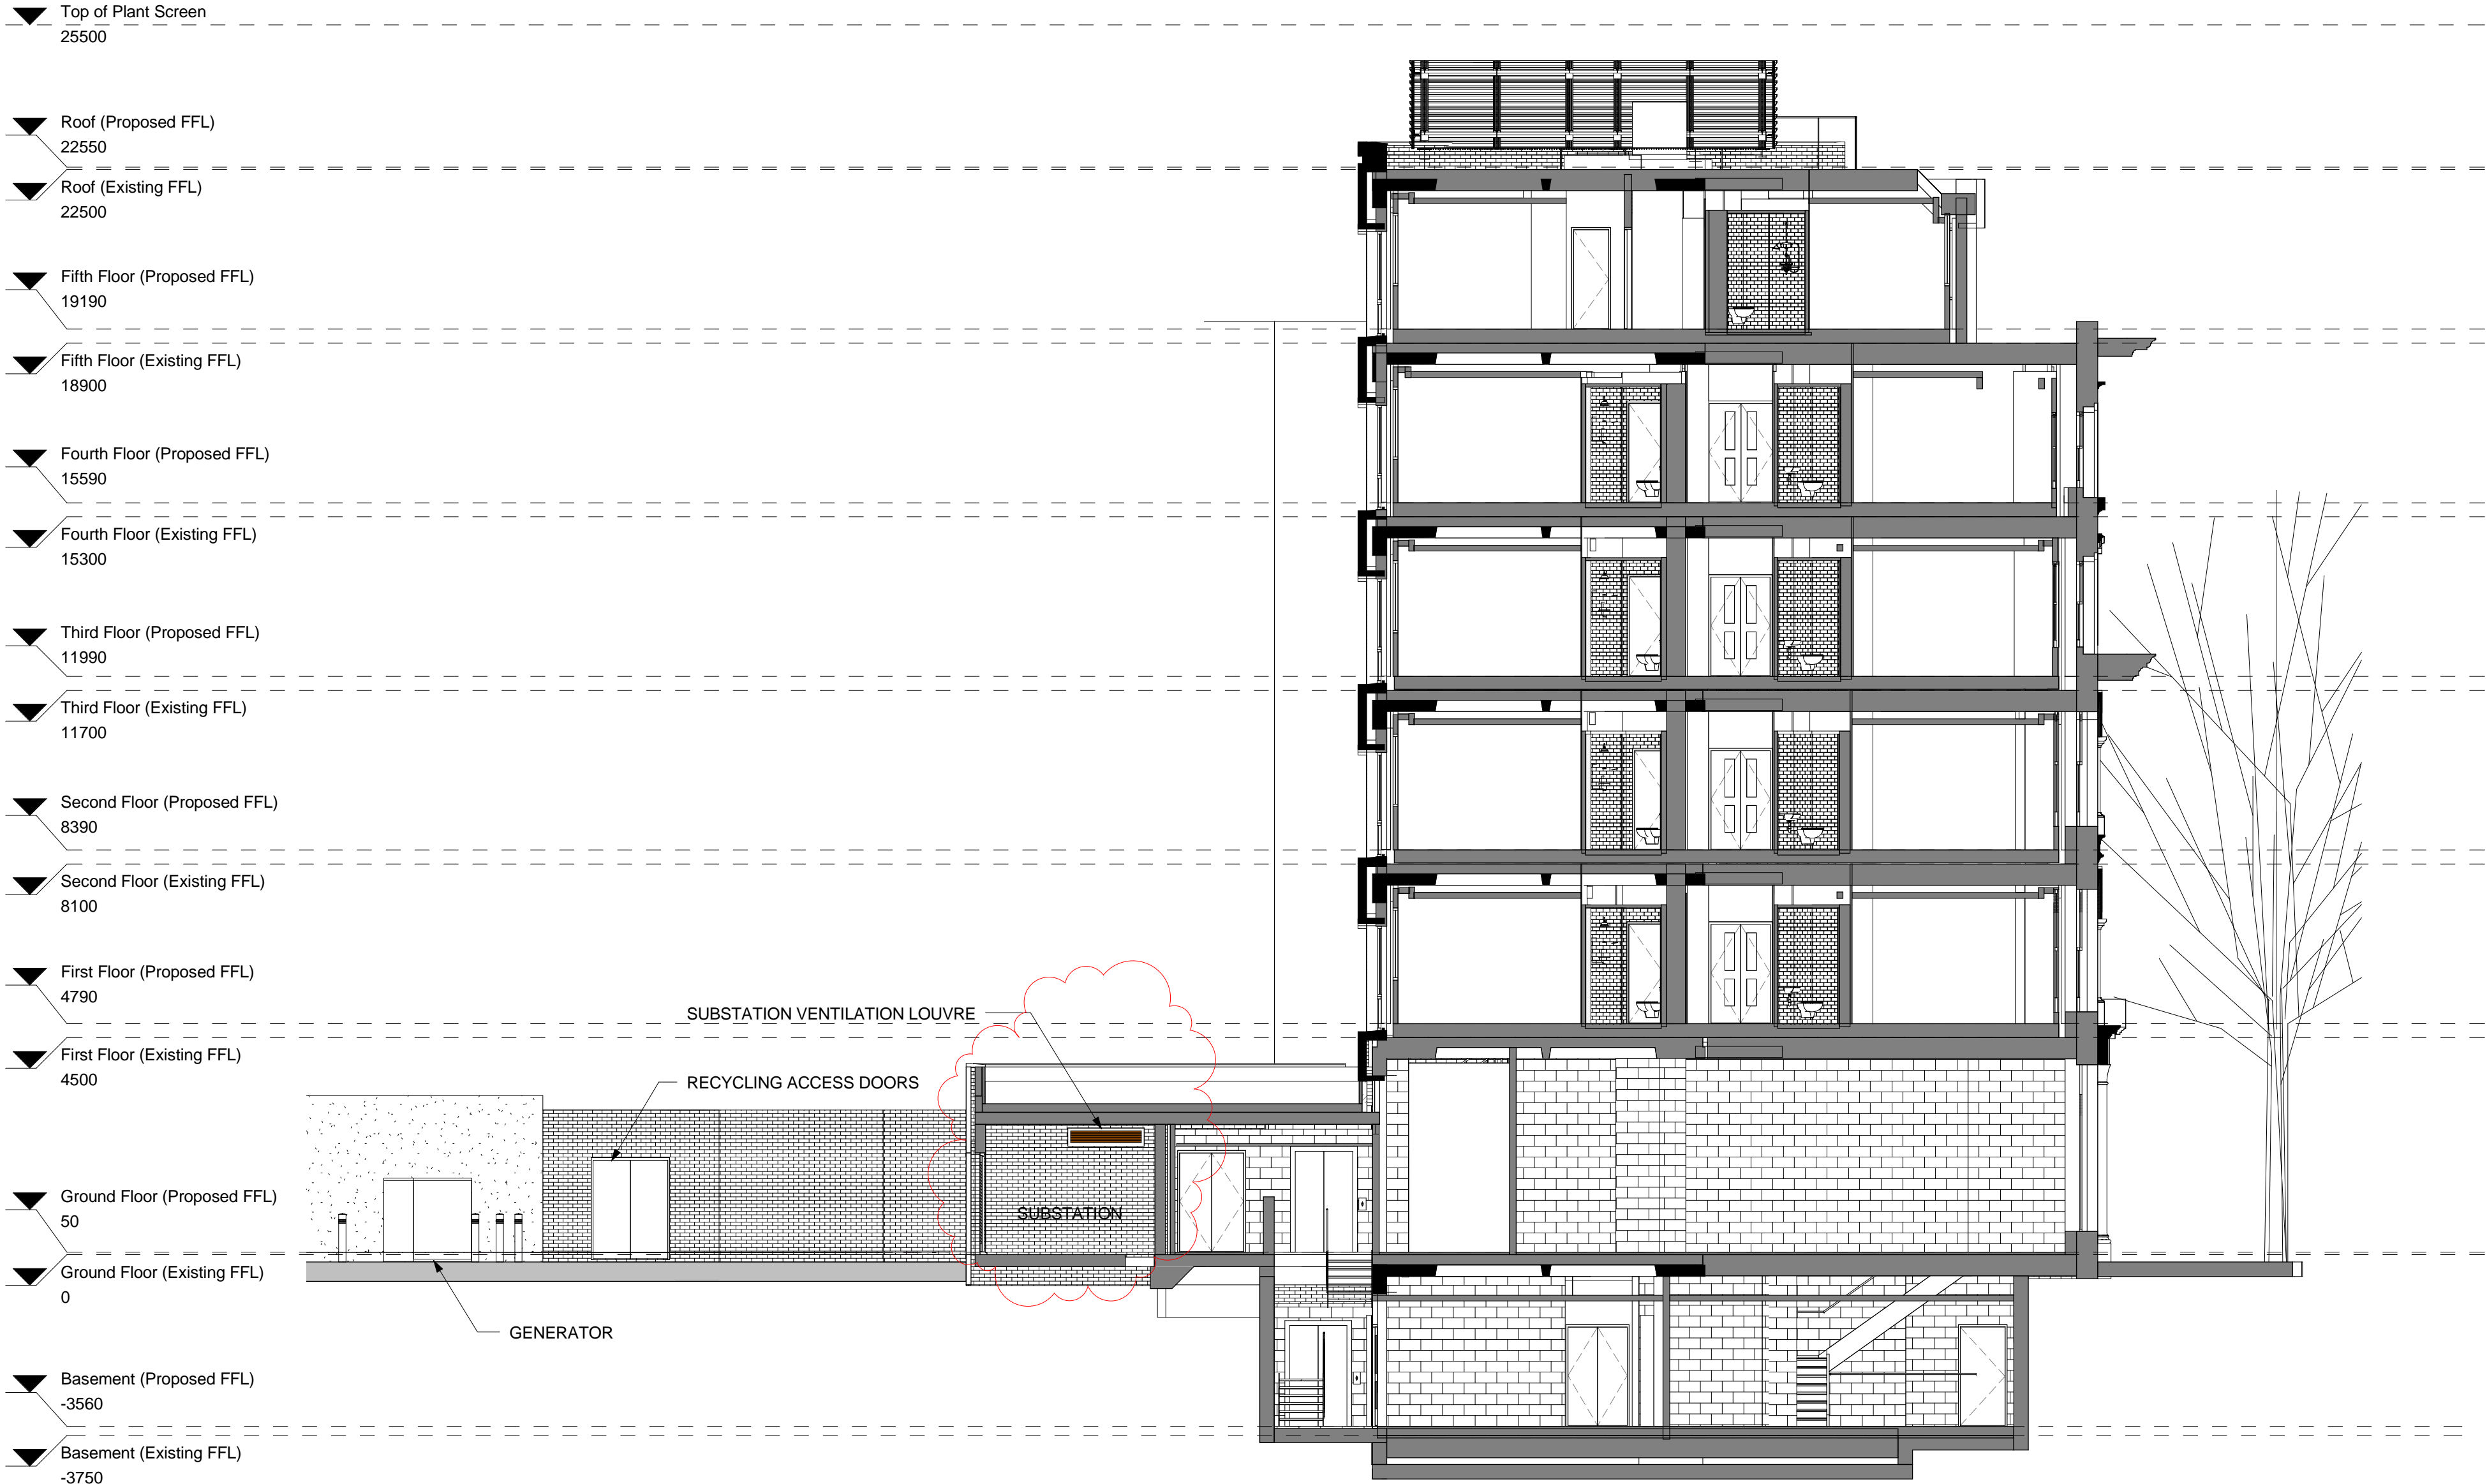 Top of Plant Screen
25500
Roof (Proposed FFL)
22550
Roof (Existing FFL)
22500
Fifth Floor (Proposed FFL)
19190
Fifth Floor (Existing FFL)
18900
Fourth Floor (Proposed FFL)
15590
Fourth Floor (Existing FFL)
15300
Third Floor (Proposed FFL)
11990
Third Floor (Existing FFL)
11700
Second Floor (Proposed FFL)
8390
Second Floor (Existing FFL)
8100
First Floor (Proposed FFL)
4790
First Floor (Existing FFL)
4500
Ground Floor (Proposed FFL)
50
Ground Floor (Existing FFL)
0
Basement (Proposed FFL)
-3560
Basement (Existing FFL)
-3750
SUBSTATION VENTILATION LOUVRE
RECYCLING ACCESS DOORS
SUBSTATION
GENERATOR